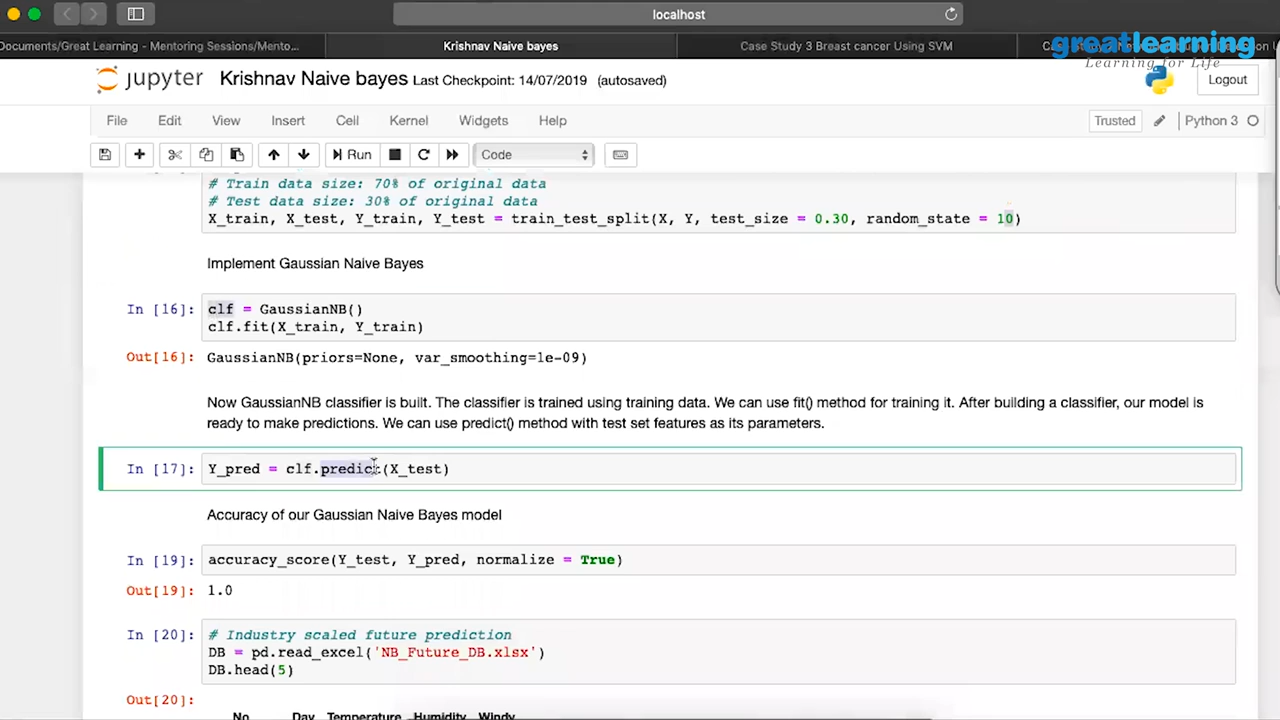 localhost
Documents/Great Learning - Mentoring Sessions/Mento...
Krishnav Naive bayes
Case Study 3 Breast cancer Using SVM
greatlearning
Learning for Life
jupyter Krishnav Naive bayes Last Checkpoint: 14/07/2019 (autosaved)
Logout
File Edit View Insert Cell Kernel Widgets Help
Trusted Python 3
Run Code
# Train data size: 70% of original data
# Test data size: 30% of original data
X_train, X_test, Y_train, Y_test = train_test_split(X, Y, test_size = 0.30, random_state = 10)
Implement Gaussian Naive Bayes
In [16]: clf = GaussianNB()
clf.fit(X_train, Y_train)
Out[16]: GaussianNB(priors=None, var_smoothing=1e-09)
Now GaussianNB classifier is built. The classifier is trained using training data. We can use fit() method for training it. After building a classifier, our model is
ready to make predictions. We can use predict() method with test set features as its parameters.
In [17]: Y_pred = clf.predict(X_test)
Accuracy of our Gaussian Naive Bayes model
In [19]: accuracy_score(Y_test, Y_pred, normalize = True)
Out[19]: 1.0
In [20]: # Industry scaled future prediction
DB = pd.read_excel('NB_Future_DB.xlsx')
DB.head(5)
Out[20]:
No Day Temperature Humidity Windy